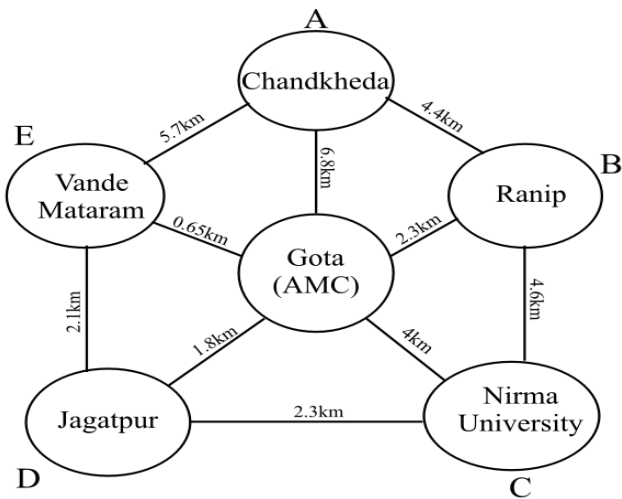 A
Chandkheda
5.7km
4.4km
E
Vande
Mataram
6.8km
B
Ranip
0.65km
2.3km
Gota
(AMC)
2.1km
4.6km
1.8km
4km
Jagatpur
2.3km
Nirma
University
D
C